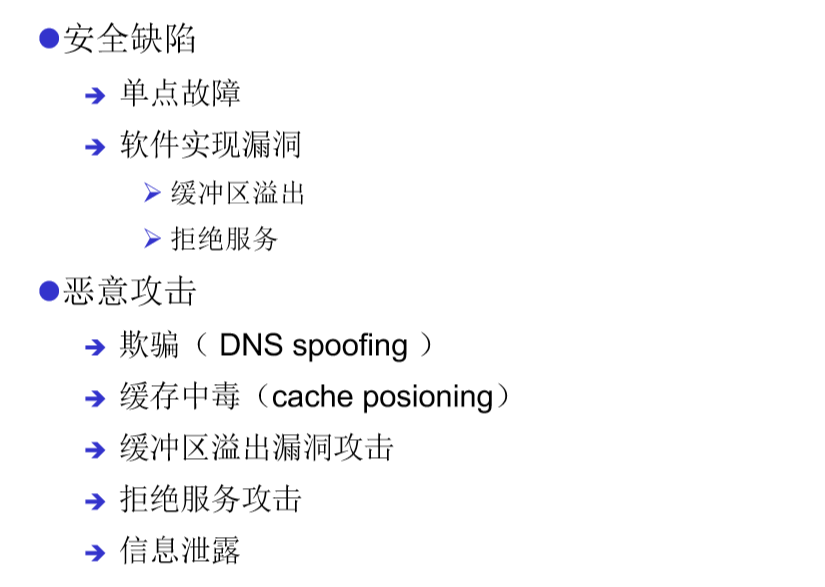 ●安全缺陷
➔ 单点故障
➔ 软件实现漏洞
➢ 缓冲区溢出
➢ 拒绝服务
●恶意攻击
➔ 欺骗（ DNS spoofing ）
➔ 缓存中毒（cache posioning）
➔ 缓冲区溢出漏洞攻击
➔ 拒绝服务攻击
➔ 信息泄露